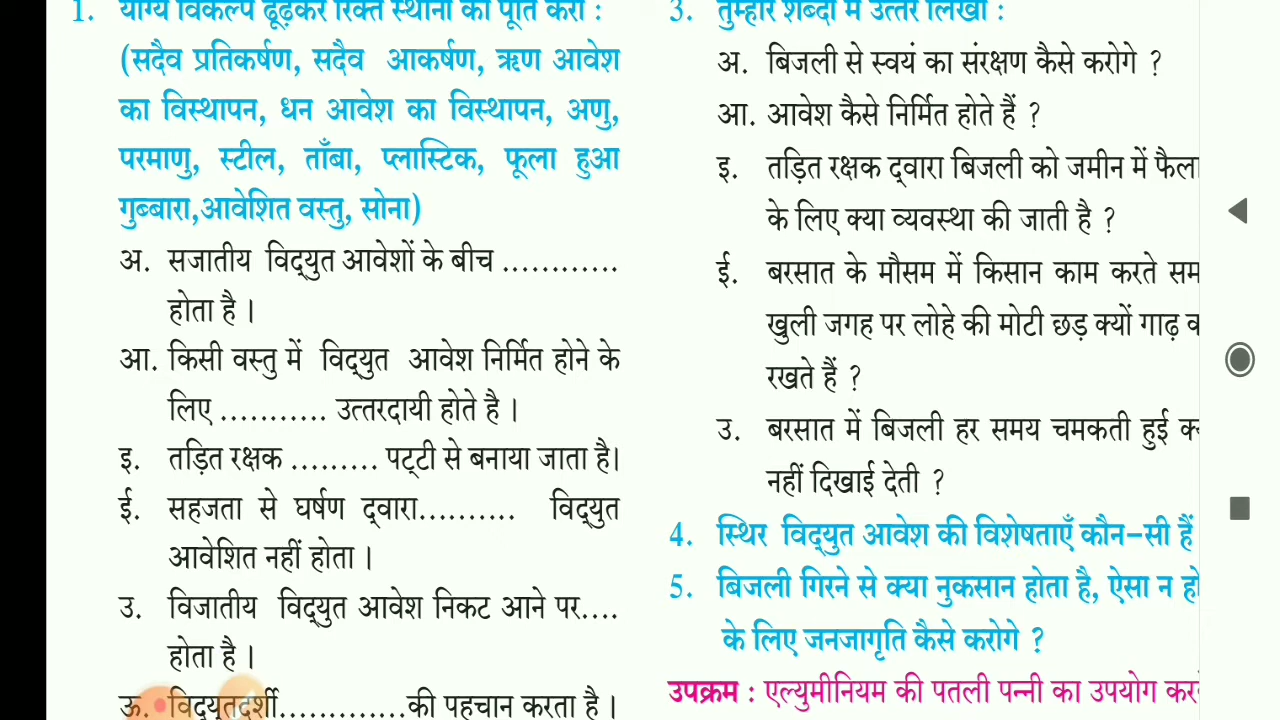 1. योग्य विकल्प ढूँढ़कर रिक्त स्थानों की पूर्ति करो :
(सदैव प्रतिकर्षण, सदैव आकर्षण, ऋण आवेश
का विस्थापन, धन आवेश का विस्थापन, अणु,
परमाणु, स्टील, ताँबा, प्लास्टिक, फूला हुआ
गुब्बारा,आवेशित वस्तु, सोना)
अ. सजातीय विद्युत आवेशों के बीच .............
होता है ।
आ. किसी वस्तु में विद्युत आवेश निर्मित होने के
लिए ........... उत्तरदायी होते है ।
इ. तड़ित रक्षक ......... पट्टी से बनाया जाता है।
ई. सहजता से घर्षण द्वारा.......... विद्युत
आवेशित नहीं होता ।
उ. विजातीय विद्युत आवेश निकट आने पर....
होता है ।
ऊ. विद्युतदर्शी.............की पहचान करता है ।
3. तुम्हारे शब्दों में उत्तर लिखो :
अ. बिजली से स्वयं का संरक्षण कैसे करोगे ?
आ. आवेश कैसे निर्मित होते हैं ?
इ. तड़ित रक्षक द्वारा बिजली को जमीन में फैला
के लिए क्या व्यवस्था की जाती है ?
ई. बरसात के मौसम में किसान काम करते सम
खुली जगह पर लोहे की मोटी छड़ क्यों गाढ़ क
रखते हैं ?
उ. बरसात में बिजली हर समय चमकती हुई क्य
नहीं दिखाई देती ?
4. स्थिर विद्युत आवेश की विशेषताएँ कौन-सी हैं
5. बिजली गिरने से क्या नुकसान होता है, ऐसा न हो
के लिए जनजागृति कैसे करोगे ?
उपक्रम : एल्युमीनियम की पतली पन्नी का उपयोग कर